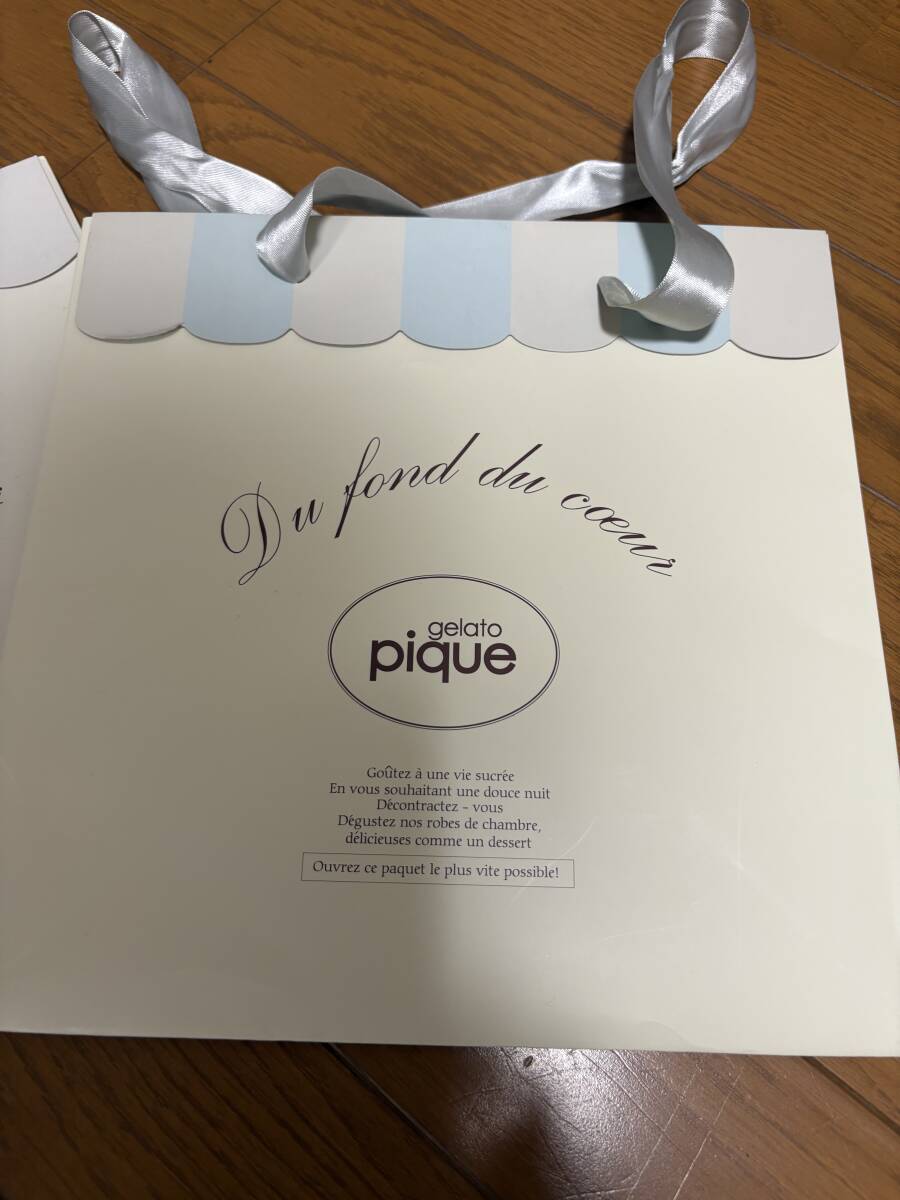 Du fond du cœur
gelato
pique
Goûtez à une vie sucrée
En vous souhaitant une douce nuit
Décontractez - vous
Dégustez nos robes de chambre,
délicieuses comme un dessert
Ouvrez ce paquet le plus vite possible!